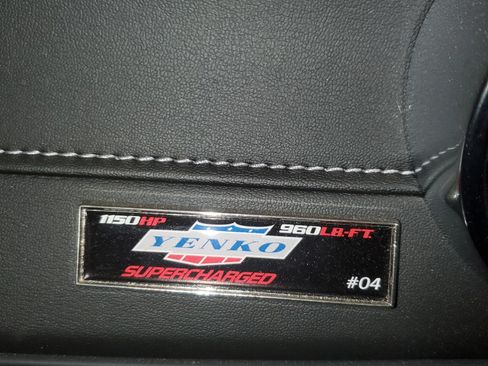 1150HP 960LB-FT.
YENKO
SUPERCHARGED
#04